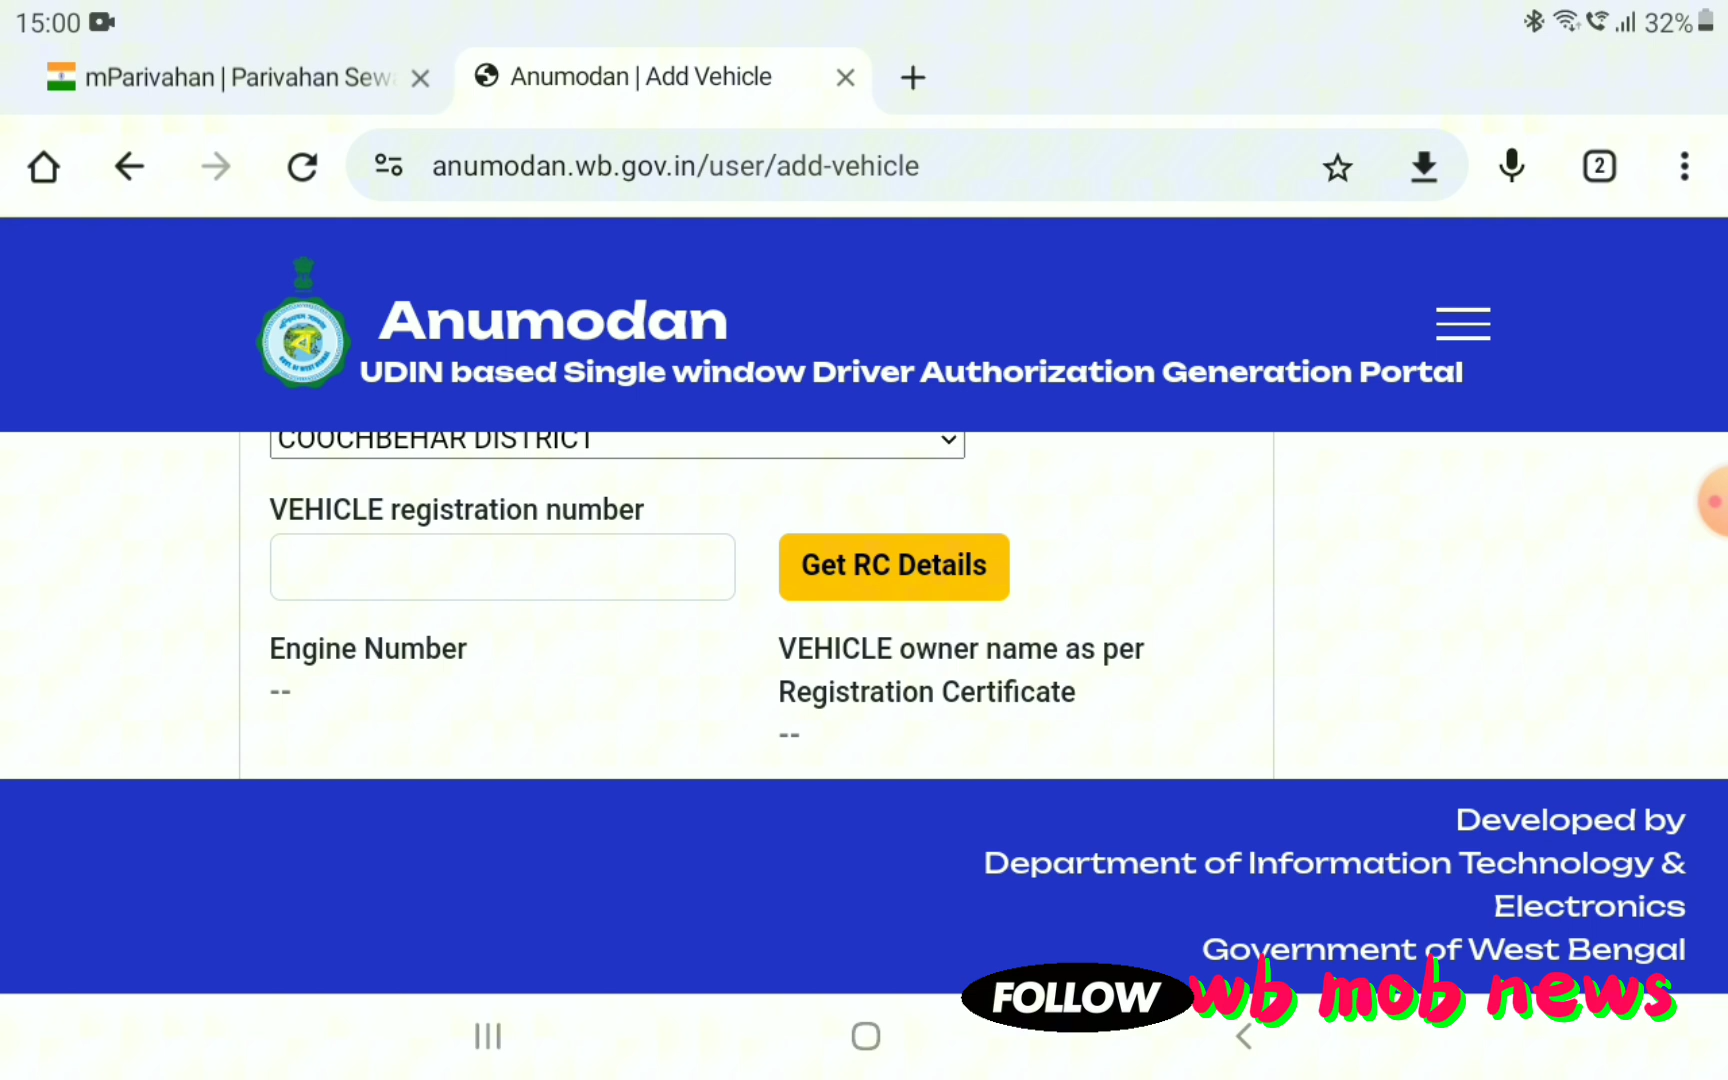 15:00
32%
mParivahan | Parivahan Sew
Anumodan | Add Vehicle
anumodan.wb.gov.in/user/add-vehicle
2
Anumodan
UDIN based Single window Driver Authorization Generation Portal
COOCHBEHAR DISTRICT
VEHICLE registration number
Get RC Details
Engine Number
--
VEHICLE owner name as per
Registration Certificate
--
Developed by
Department of Information Technology &
Electronics
Government of West Bengal
FOLLOW wb mob news